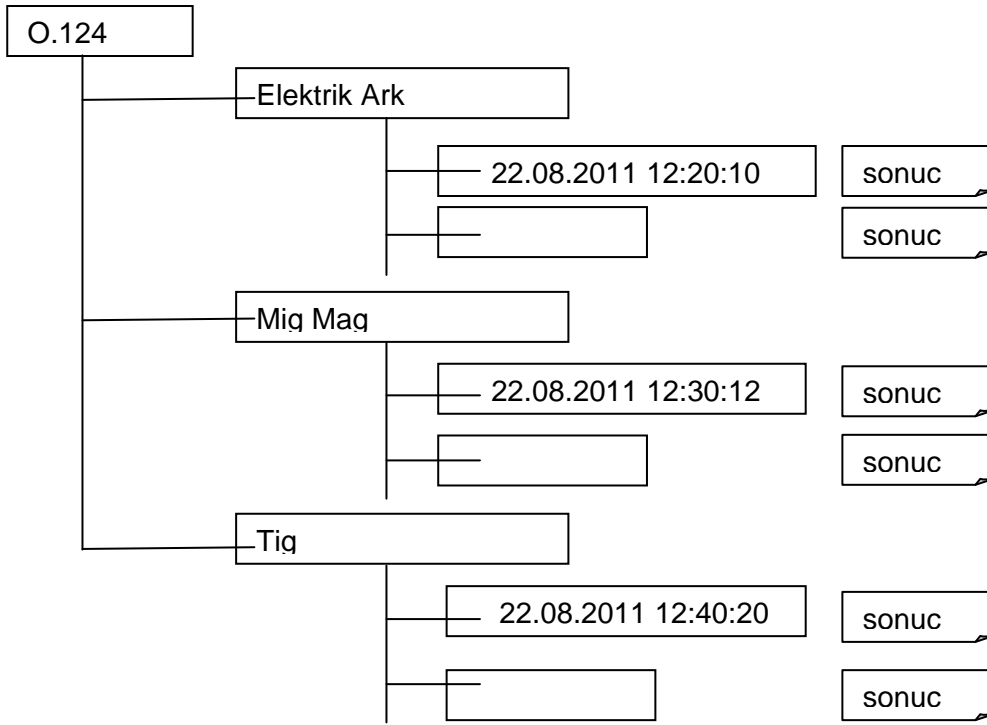 O.124
Elektrik Ark
22.08.2011 12:20:10 sonuc
sonuc
Mig Mag
22.08.2011 12:30:12 sonuc
sonuc
Tig
22.08.2011 12:40:20 sonuc
sonuc